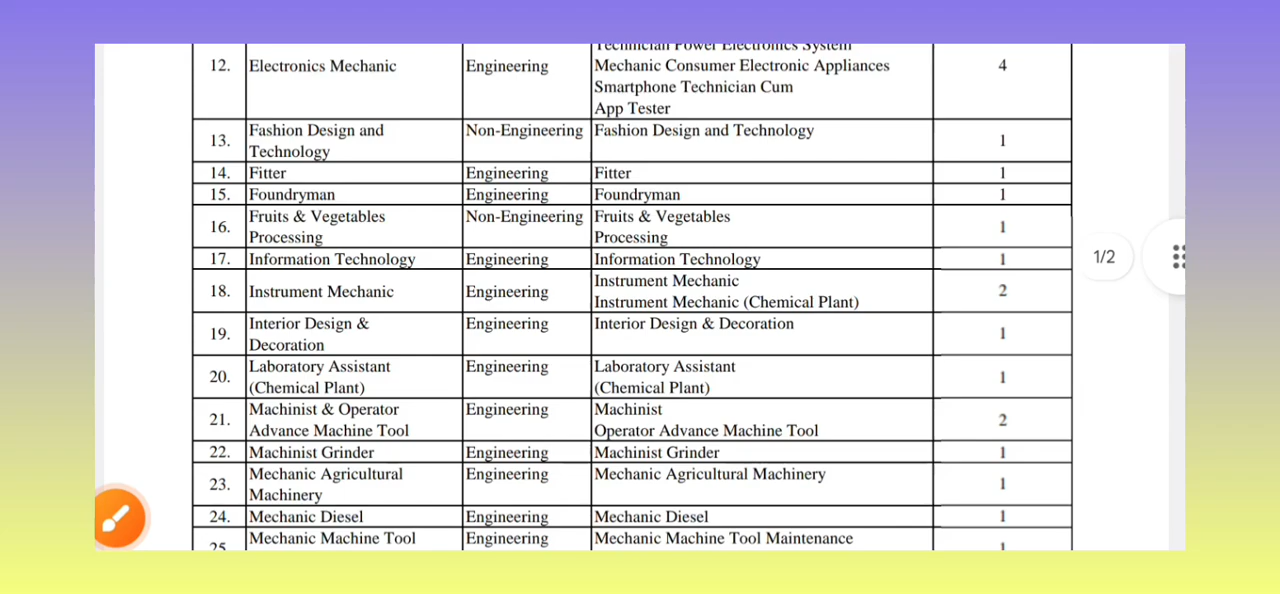 Technician Power Electronics System
12. Electronics Mechanic Engineering Mechanic Consumer Electronic Appliances 4
Smartphone Technician Cum
App Tester
13. Fashion Design and Non-Engineering Fashion Design and Technology 1
Technology
14. Fitter Engineering Fitter 1
15. Foundryman Engineering Foundryman 1
16. Fruits & Vegetables Non-Engineering Fruits & Vegetables 1
Processing Processing
17. Information Technology Engineering Information Technology 1
1/2
18. Instrument Mechanic Engineering Instrument Mechanic 2
Instrument Mechanic (Chemical Plant)
19. Interior Design & Engineering Interior Design & Decoration 1
Decoration
20. Laboratory Assistant Engineering Laboratory Assistant 1
(Chemical Plant) (Chemical Plant)
21. Machinist & Operator Engineering Machinist 2
Advance Machine Tool Operator Advance Machine Tool
22. Machinist Grinder Engineering Machinist Grinder 1
23. Mechanic Agricultural Engineering Mechanic Agricultural Machinery 1
Machinery
24. Mechanic Diesel Engineering Mechanic Diesel 1
25 Mechanic Machine Tool Engineering Mechanic Machine Tool Maintenance 1